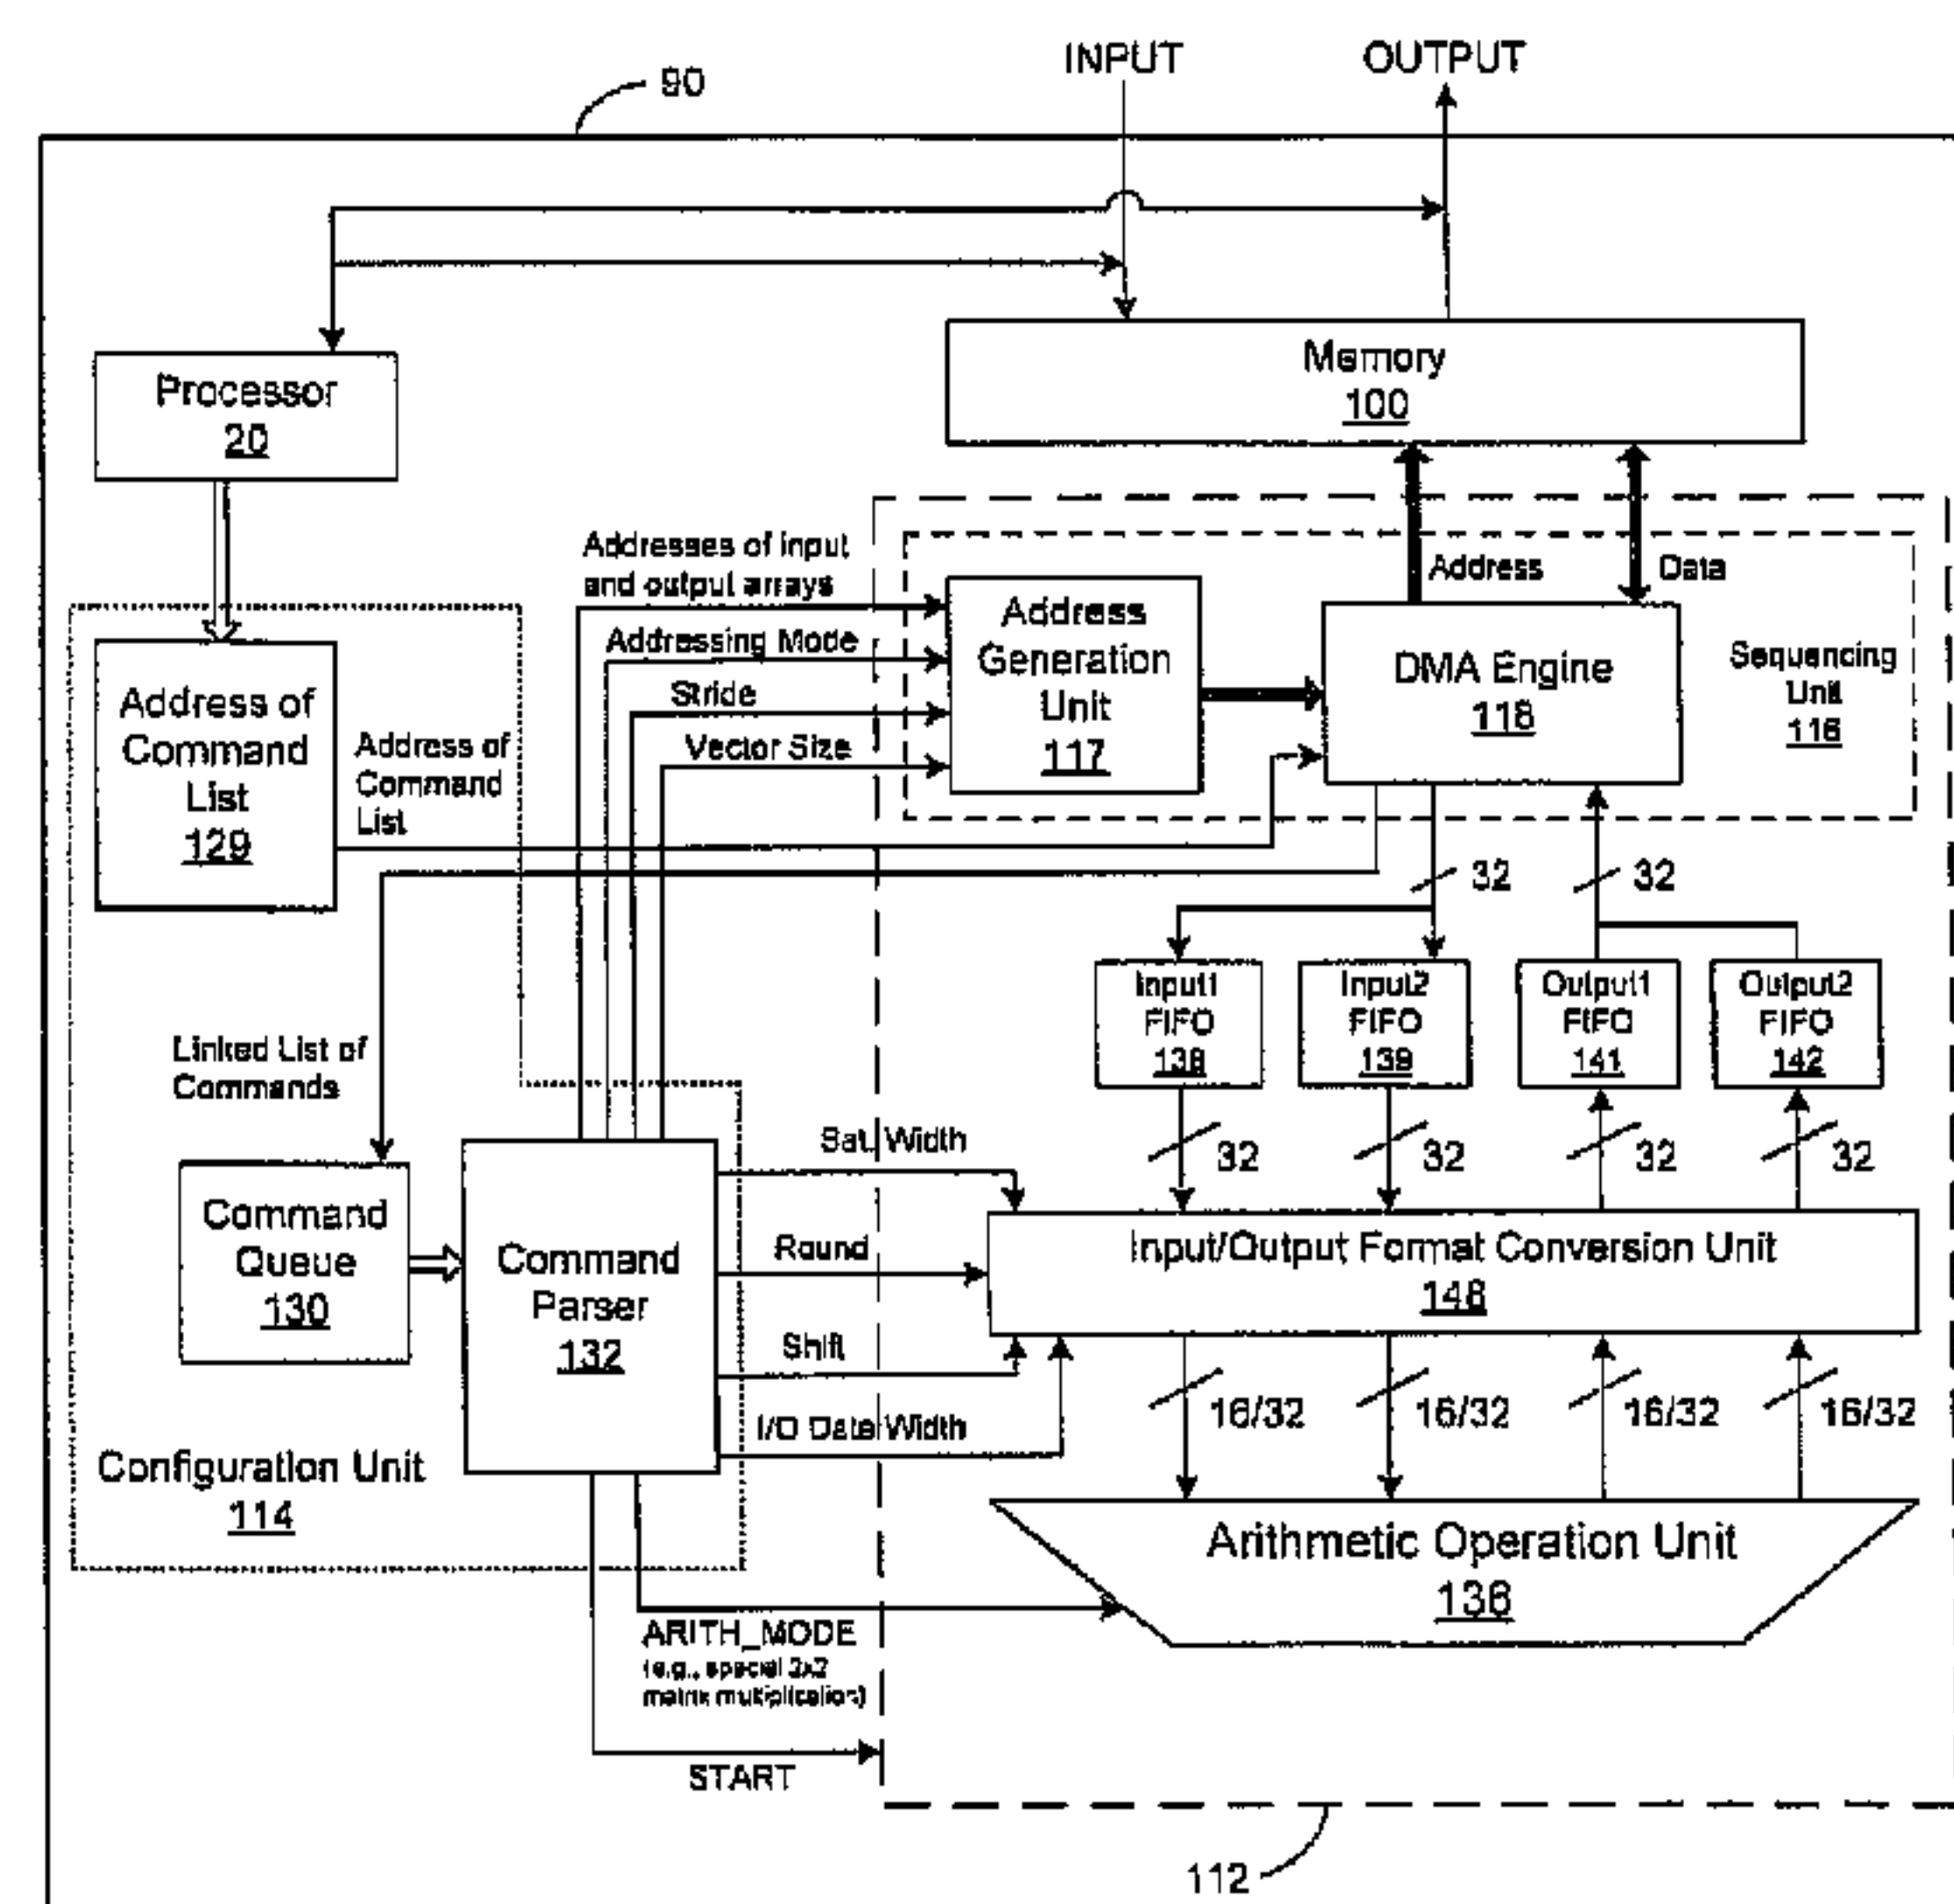 90
INPUT
OUTPUT
Memory
100
Processor
20
Addresses of input
and output arrays
Addressing Mode
Stride
Vector Size
Address
Generation
Unit
117
Address
Data
DMA Engine
118
Sequencing
Unit
116
Address of
Command
List
129
Address of
Command
List
32
32
Input1
FIFO
138
Input2
FIFO
139
Output1
FIFO
141
Output2
FIFO
142
Linked List of
Commands
32
32
32
32
Sat. Width
Round
Shift
I/O Data Width
Command
Queue
130
Command
Parser
132
Input/Output Format Conversion Unit
146
16/32
16/32
16/32
16/32
Configuration Unit
114
Arithmetic Operation Unit
136
ARITH_MODE
(e.g., special 2x2
matrix multiplication)
START
112